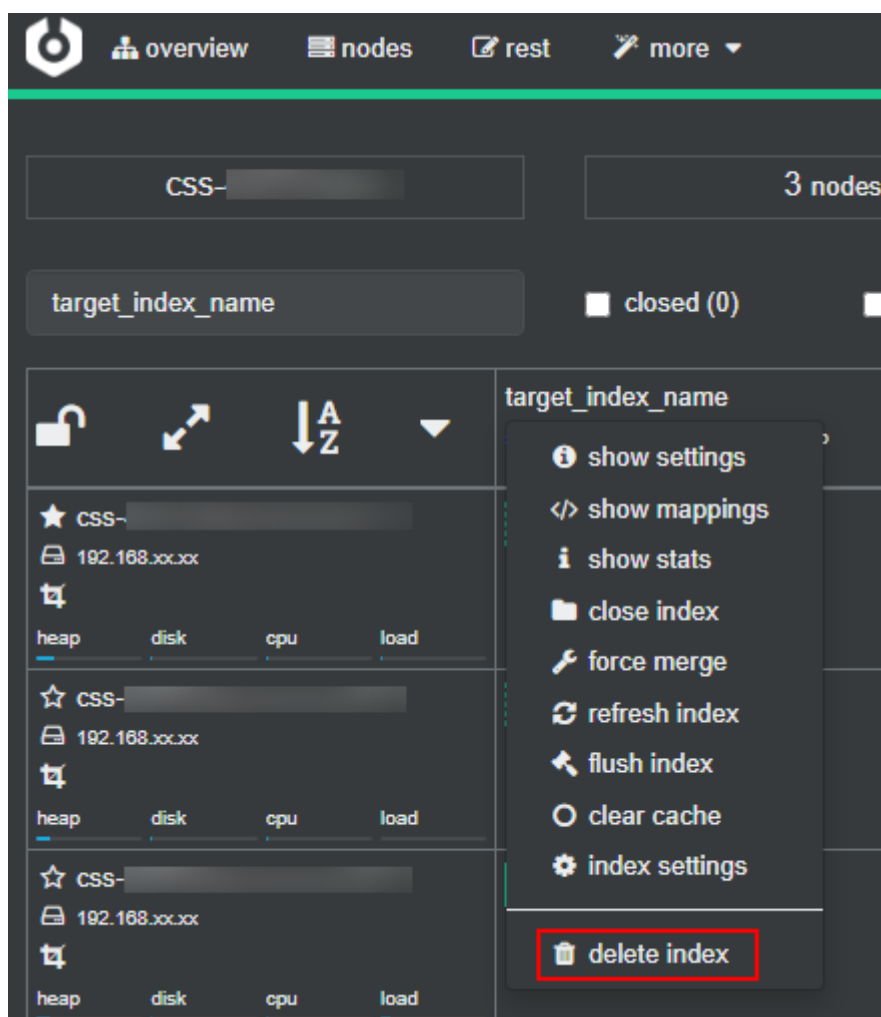 overview nodes rest more
css- 3 nodes
target_index_name closed (0)
target_index_name
show settings
show mappings
show stats
close index
force merge
refresh index
flush index
clear cache
index settings
delete index
css-
192.168.xx.xx
heap disk cpu load
css-
192.168.xx.xx
heap disk cpu load
css-
192.168.xx.xx
heap disk cpu load